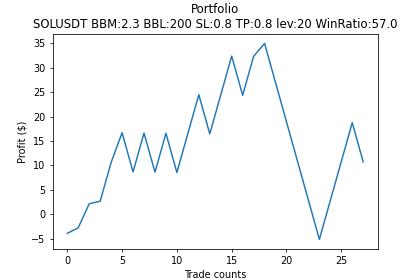 Portfolio
SOLUSDT BBM:2.3 BBL:200 SL:0.8 TP:0.8 lev:20 WinRatio:57.0
Profit ($)
35
30
25
20
15
10
5
0
−5
0 5 10 15 20 25
Trade counts